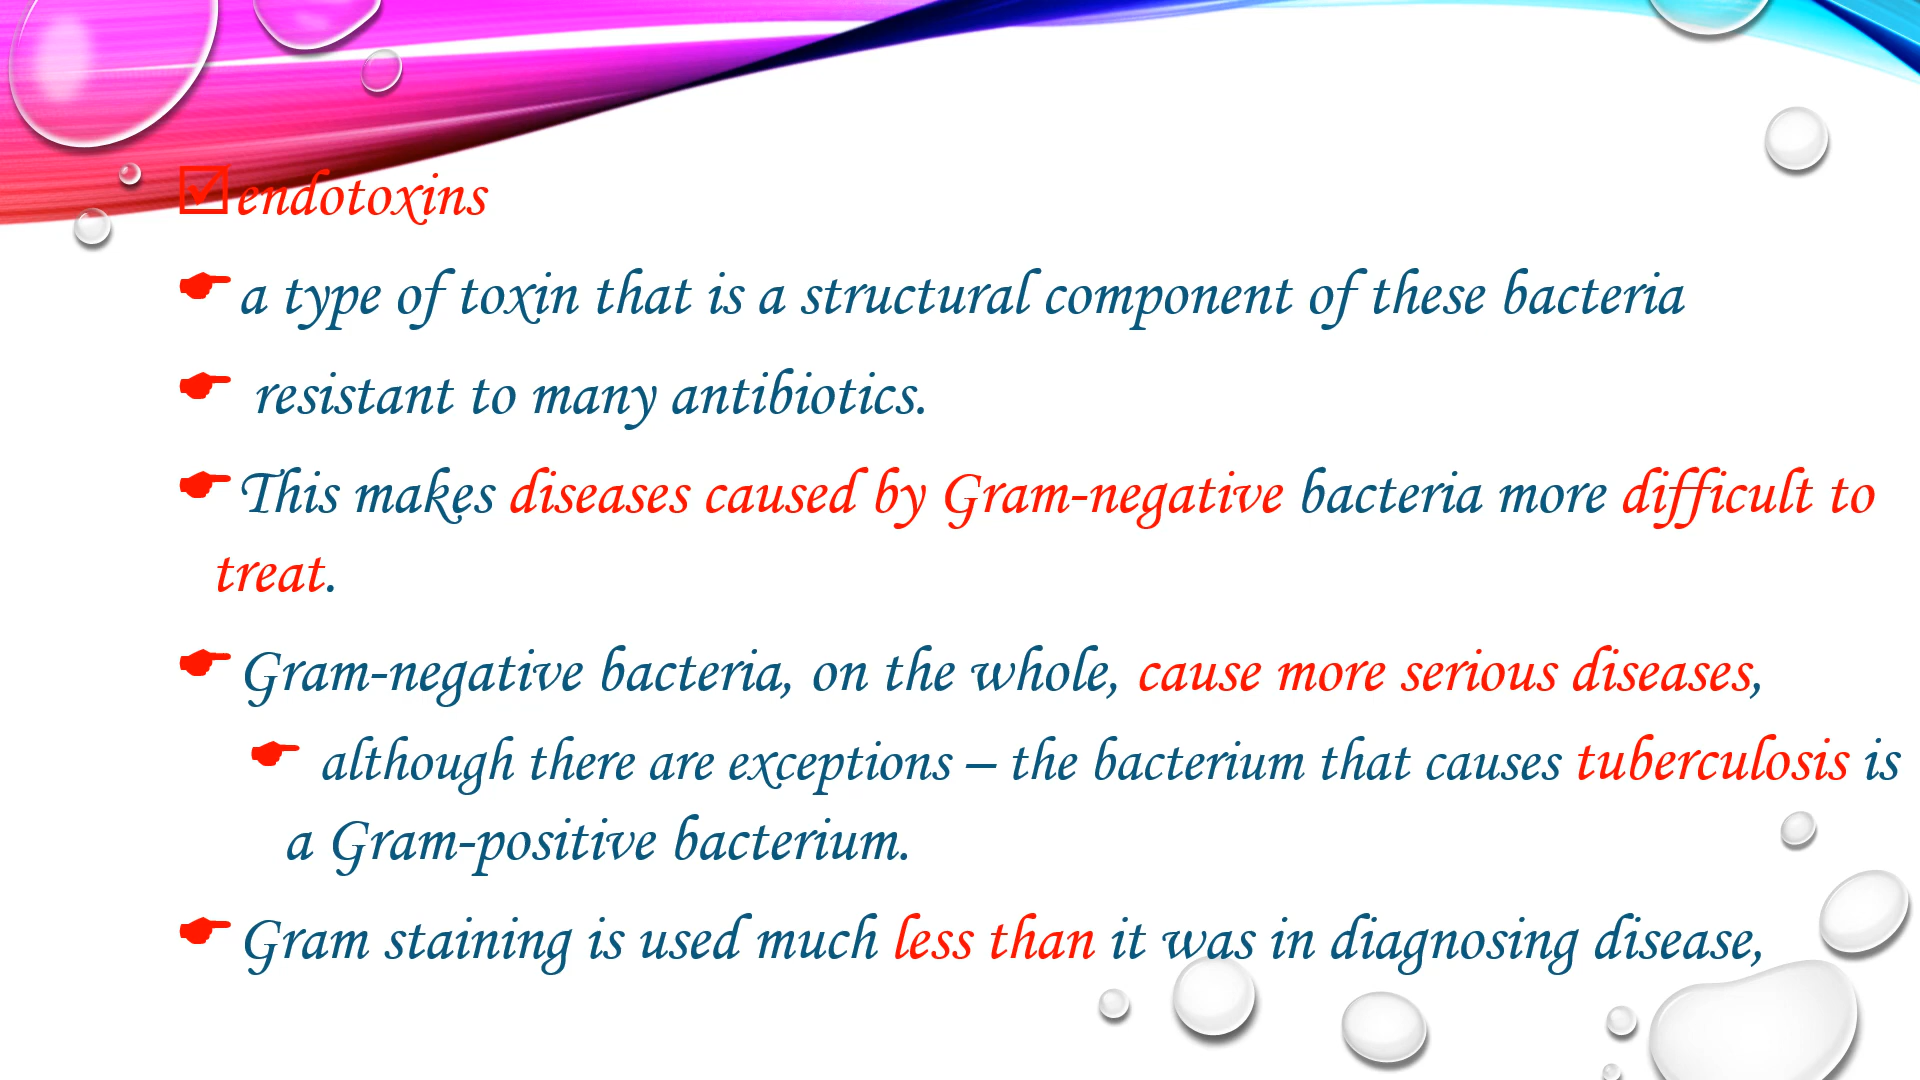 ☑endotoxins
☛a type of toxin that is a structural component of these bacteria
☛ resistant to many antibiotics.
☛This makes diseases caused by Gram-negative bacteria more difficult to
treat.
☛Gram-negative bacteria, on the whole, cause more serious diseases,
☛ although there are exceptions – the bacterium that causes tuberculosis is
a Gram-positive bacterium.
☛Gram staining is used much less than it was in diagnosing disease,